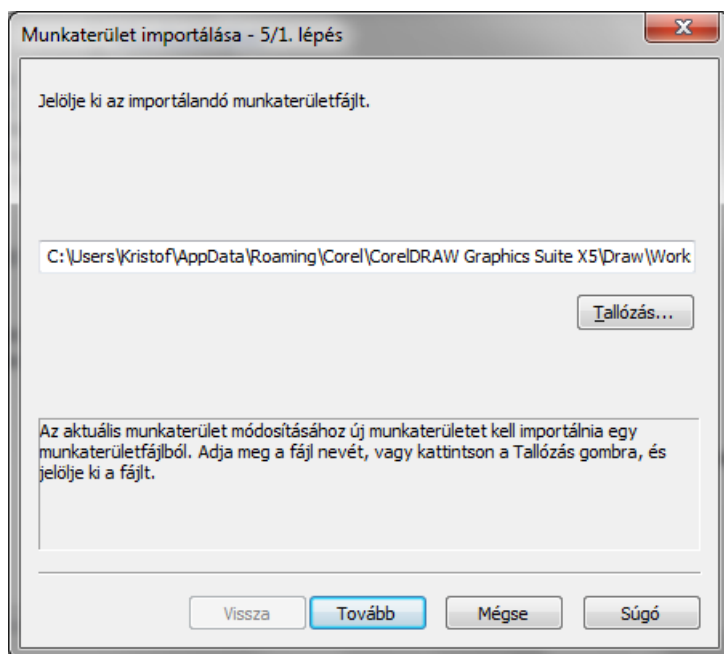 Munkaterület importálása - 5/1. lépés
Jelölje ki az importálandó munkaterületfájlt.
C:\Users\Kristof\AppData\Roaming\Corel\CorelDRAW Graphics Suite X5\Draw\Work
Tallózás...
Az aktuális munkaterület módosításához új munkaterületet kell importálnia egy
munkaterületfájlból. Adja meg a fájl nevét, vagy kattintson a Tallózás gombra, és
jelölje ki a fájlt.
Vissza Tovább Mégse Súgó